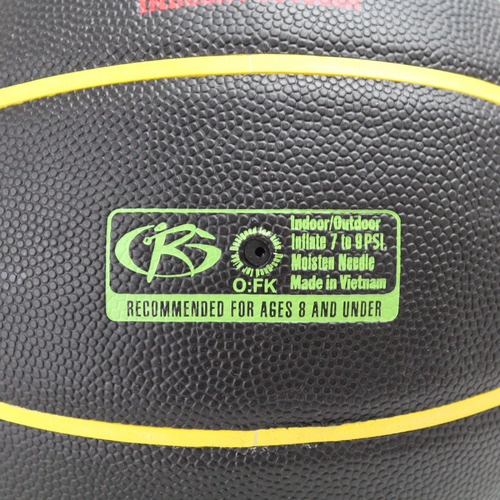 Indoor/Outdoor
Inflate 7 to 9 PSI,
Moisten Needle
Made in Vietnam
O:FK
RECOMMENDED FOR AGES 8 AND UNDER